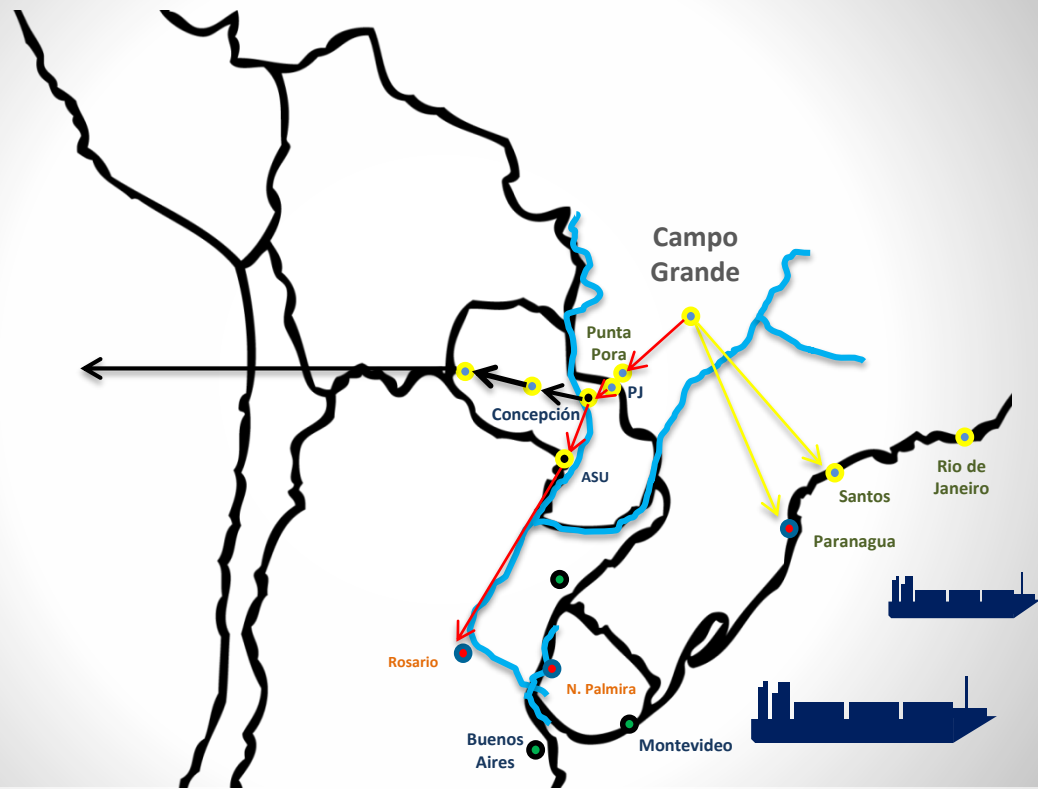 Campo
Grande
Punta
Pora
PJ
Concepción
ASU
Rio de
Janeiro
Santos
Paranagua
Rosario
N. Palmira
Buenos
Aires
Montevideo